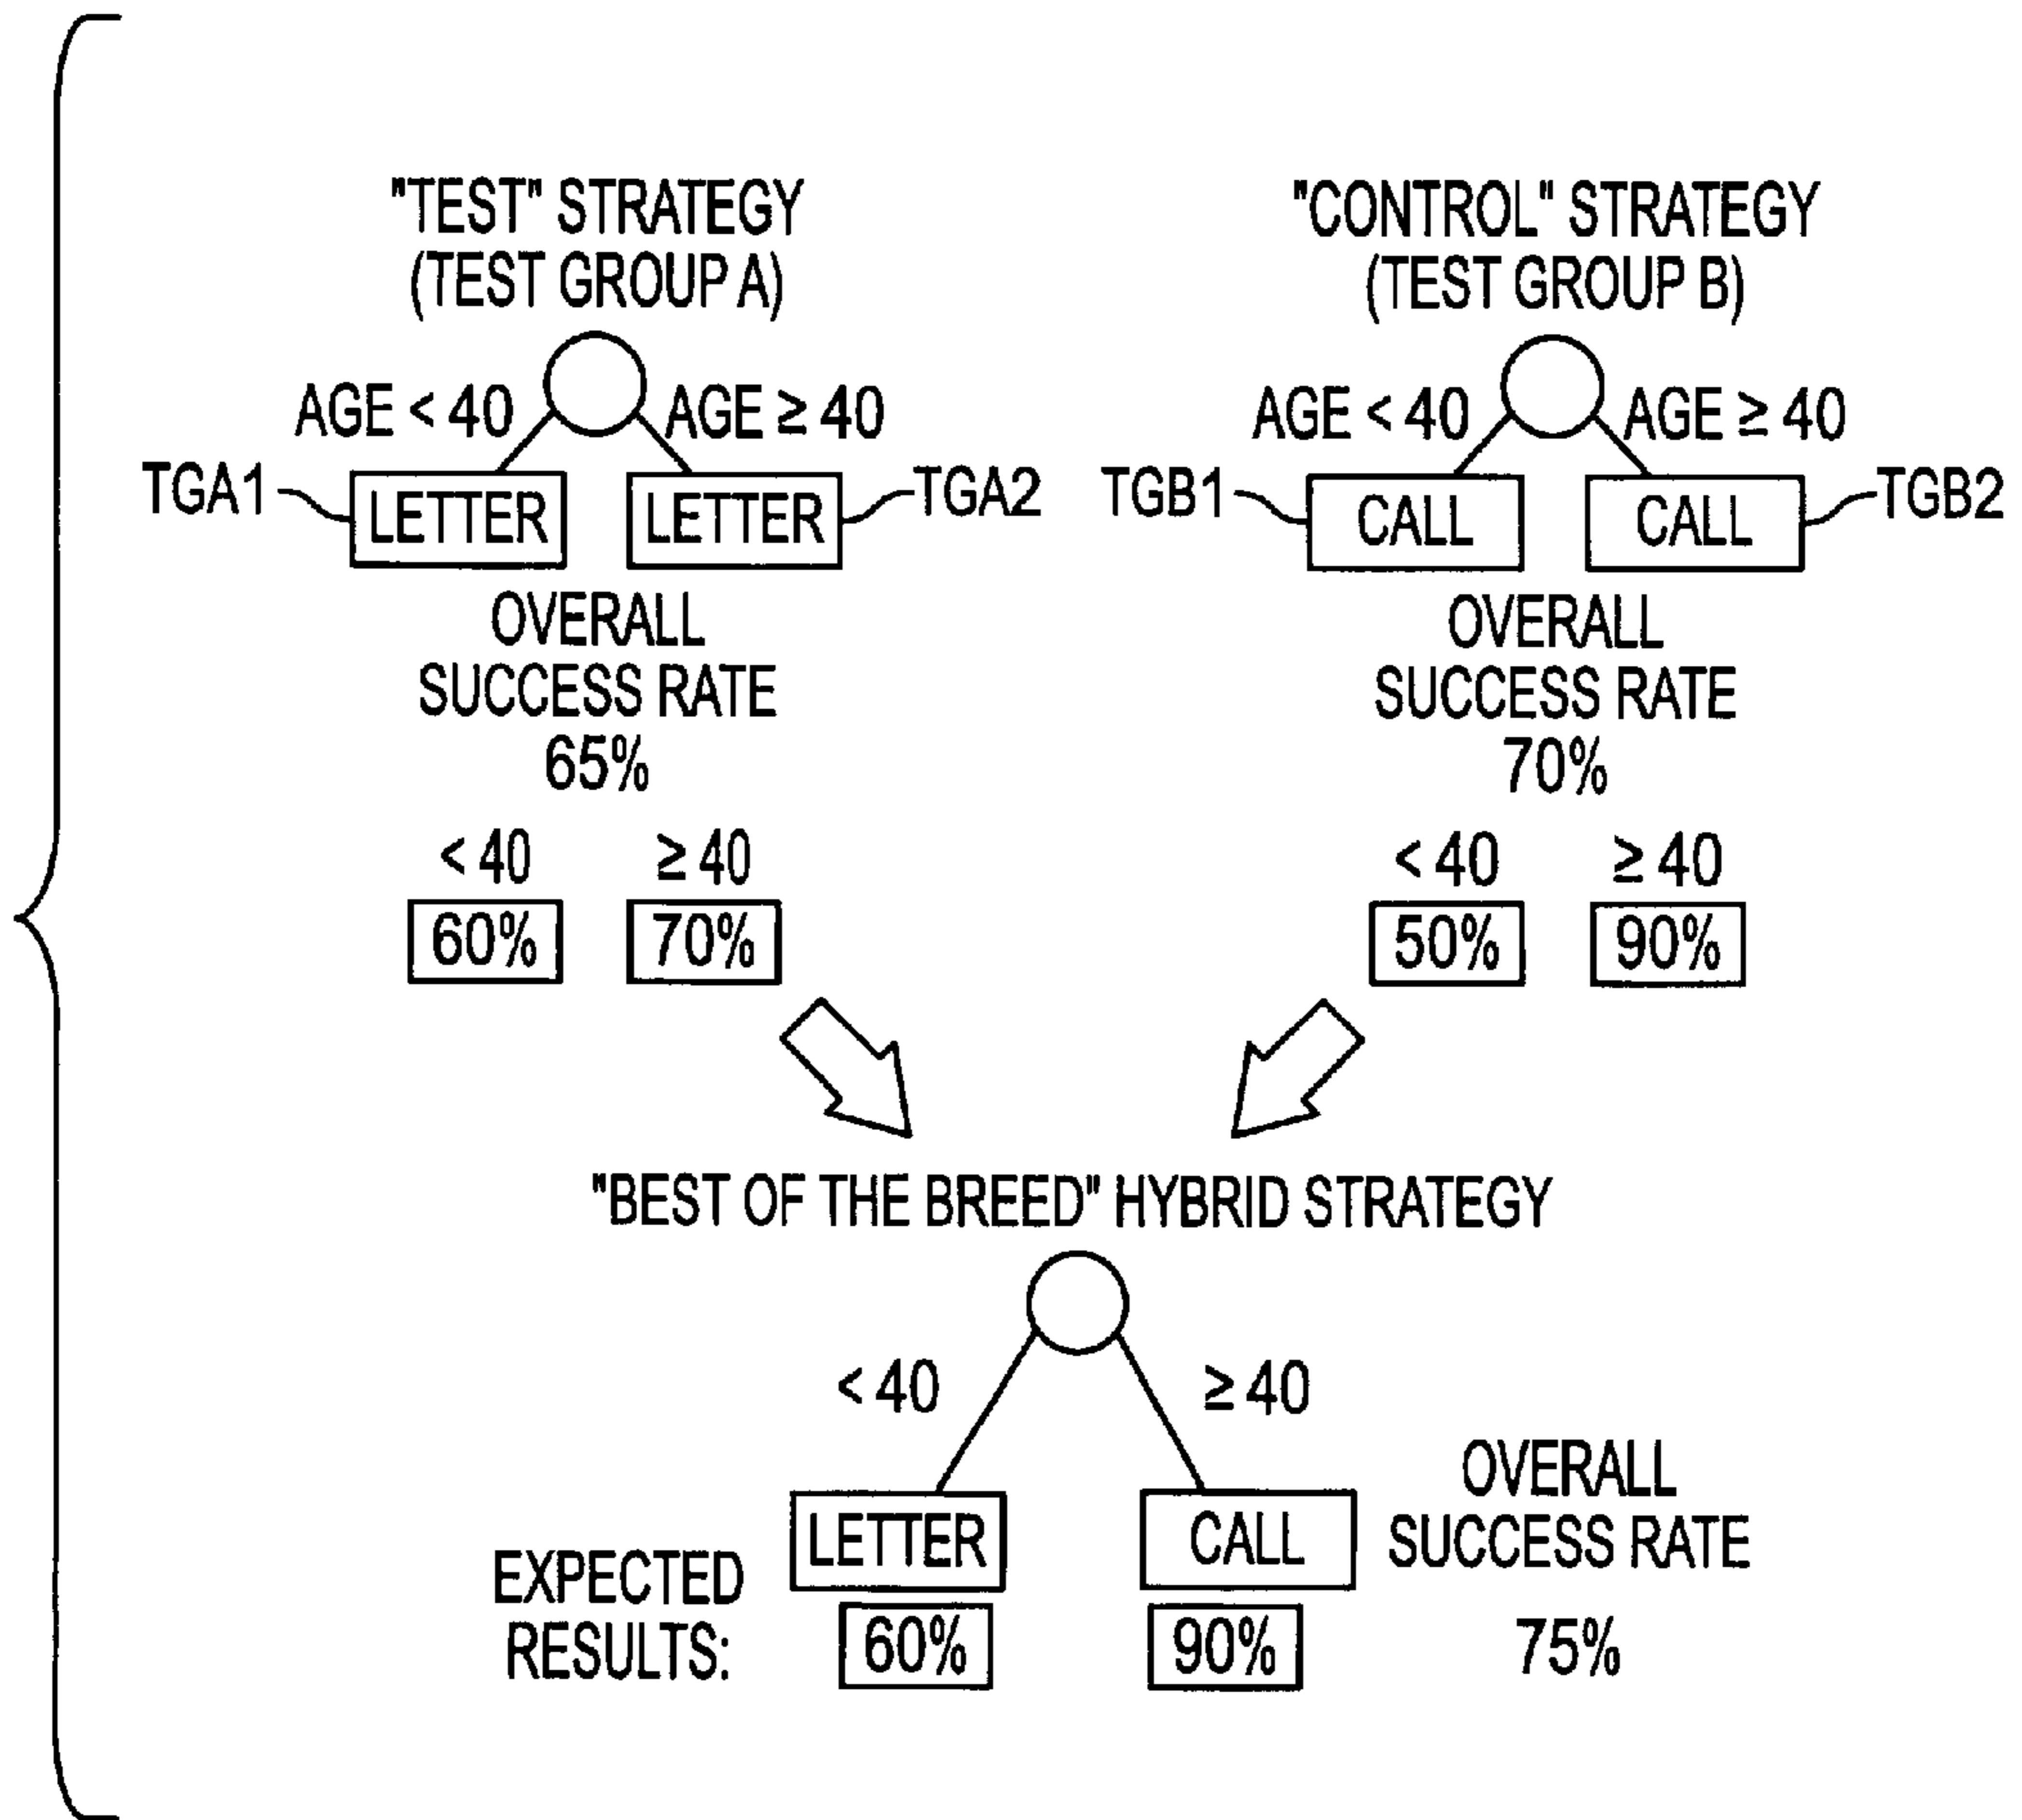 "TEST" STRATEGY
(TEST GROUP A)
AGE < 40
AGE ≥ 40
TGA1
LETTER
LETTER
TGA2
OVERALL
SUCCESS RATE
65%
< 40
≥ 40
60%
70%
"CONTROL" STRATEGY
(TEST GROUP B)
AGE < 40
AGE ≥ 40
TGB1
CALL
CALL
TGB2
OVERALL
SUCCESS RATE
70%
< 40
≥ 40
50%
90%
"BEST OF THE BREED" HYBRID STRATEGY
< 40
≥ 40
LETTER
CALL
EXPECTED
RESULTS:
60%
90%
OVERALL
SUCCESS RATE
75%